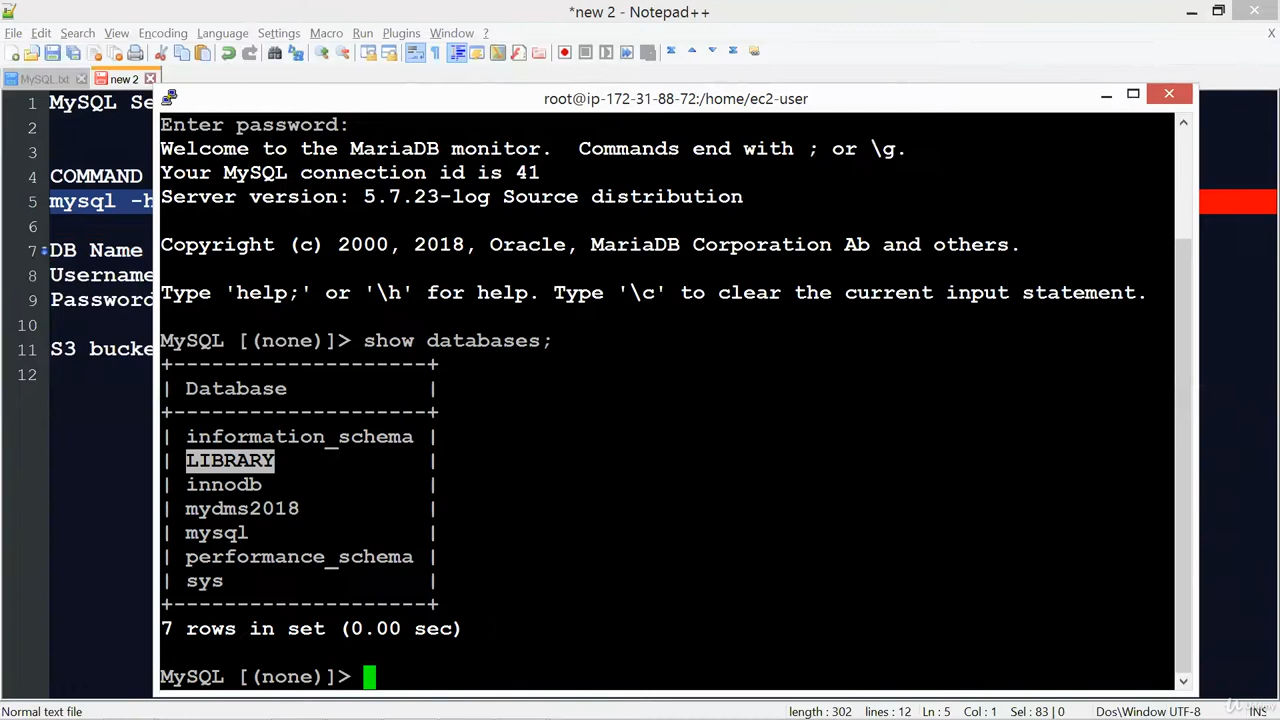 *new 2 - Notepad++
File Edit Search View Encoding Language Settings Macro Run Plugins Window ? X
MySQL.txt new 2
root@ip-172-31-88-72:/home/ec2-user
1 MySQL Se
2
3
4 COMMAND
5 mysql -h
6
7 DB Name
8 Username
9 Password
10
11 S3 bucke
12
Enter password:
Welcome to the MariaDB monitor.  Commands end with ; or \g.
Your MySQL connection id is 41
Server version: 5.7.23-log Source distribution
Copyright (c) 2000, 2018, Oracle, MariaDB Corporation Ab and others.
Type 'help;' or '\h' for help. Type '\c' to clear the current input statement.
MySQL [(none)]> show databases;
+--------------------+
| Database           |
+--------------------+
| information_schema |
| LIBRARY            |
| innodb             |
| mydms2018          |
| mysql              |
| performance_schema |
| sys                |
+--------------------+
7 rows in set (0.00 sec)
MySQL [(none)]>
Normal text file length : 302 lines : 12 Ln : 5 Col : 1 Sel : 83 | 0 Dos\Window UTF-8 INS